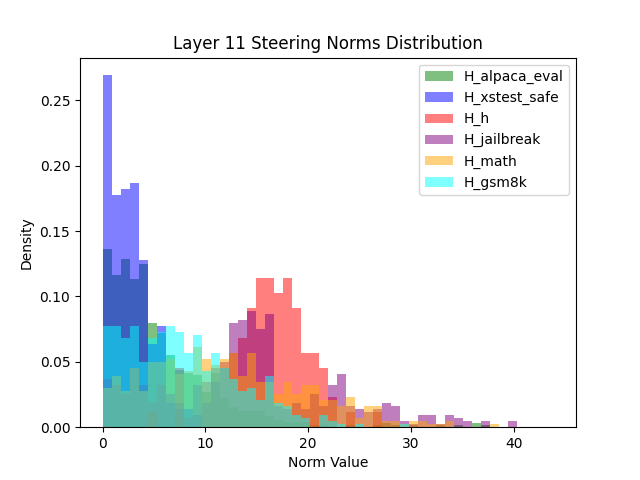 Layer 11 Steering Norms Distribution
H_alpaca_eval
H_xstest_safe
H_h
H_jailbreak
H_math
H_gsm8k
Density
0.25
0.20
0.15
0.10
0.05
0.00
0
10
20
30
40
Norm Value